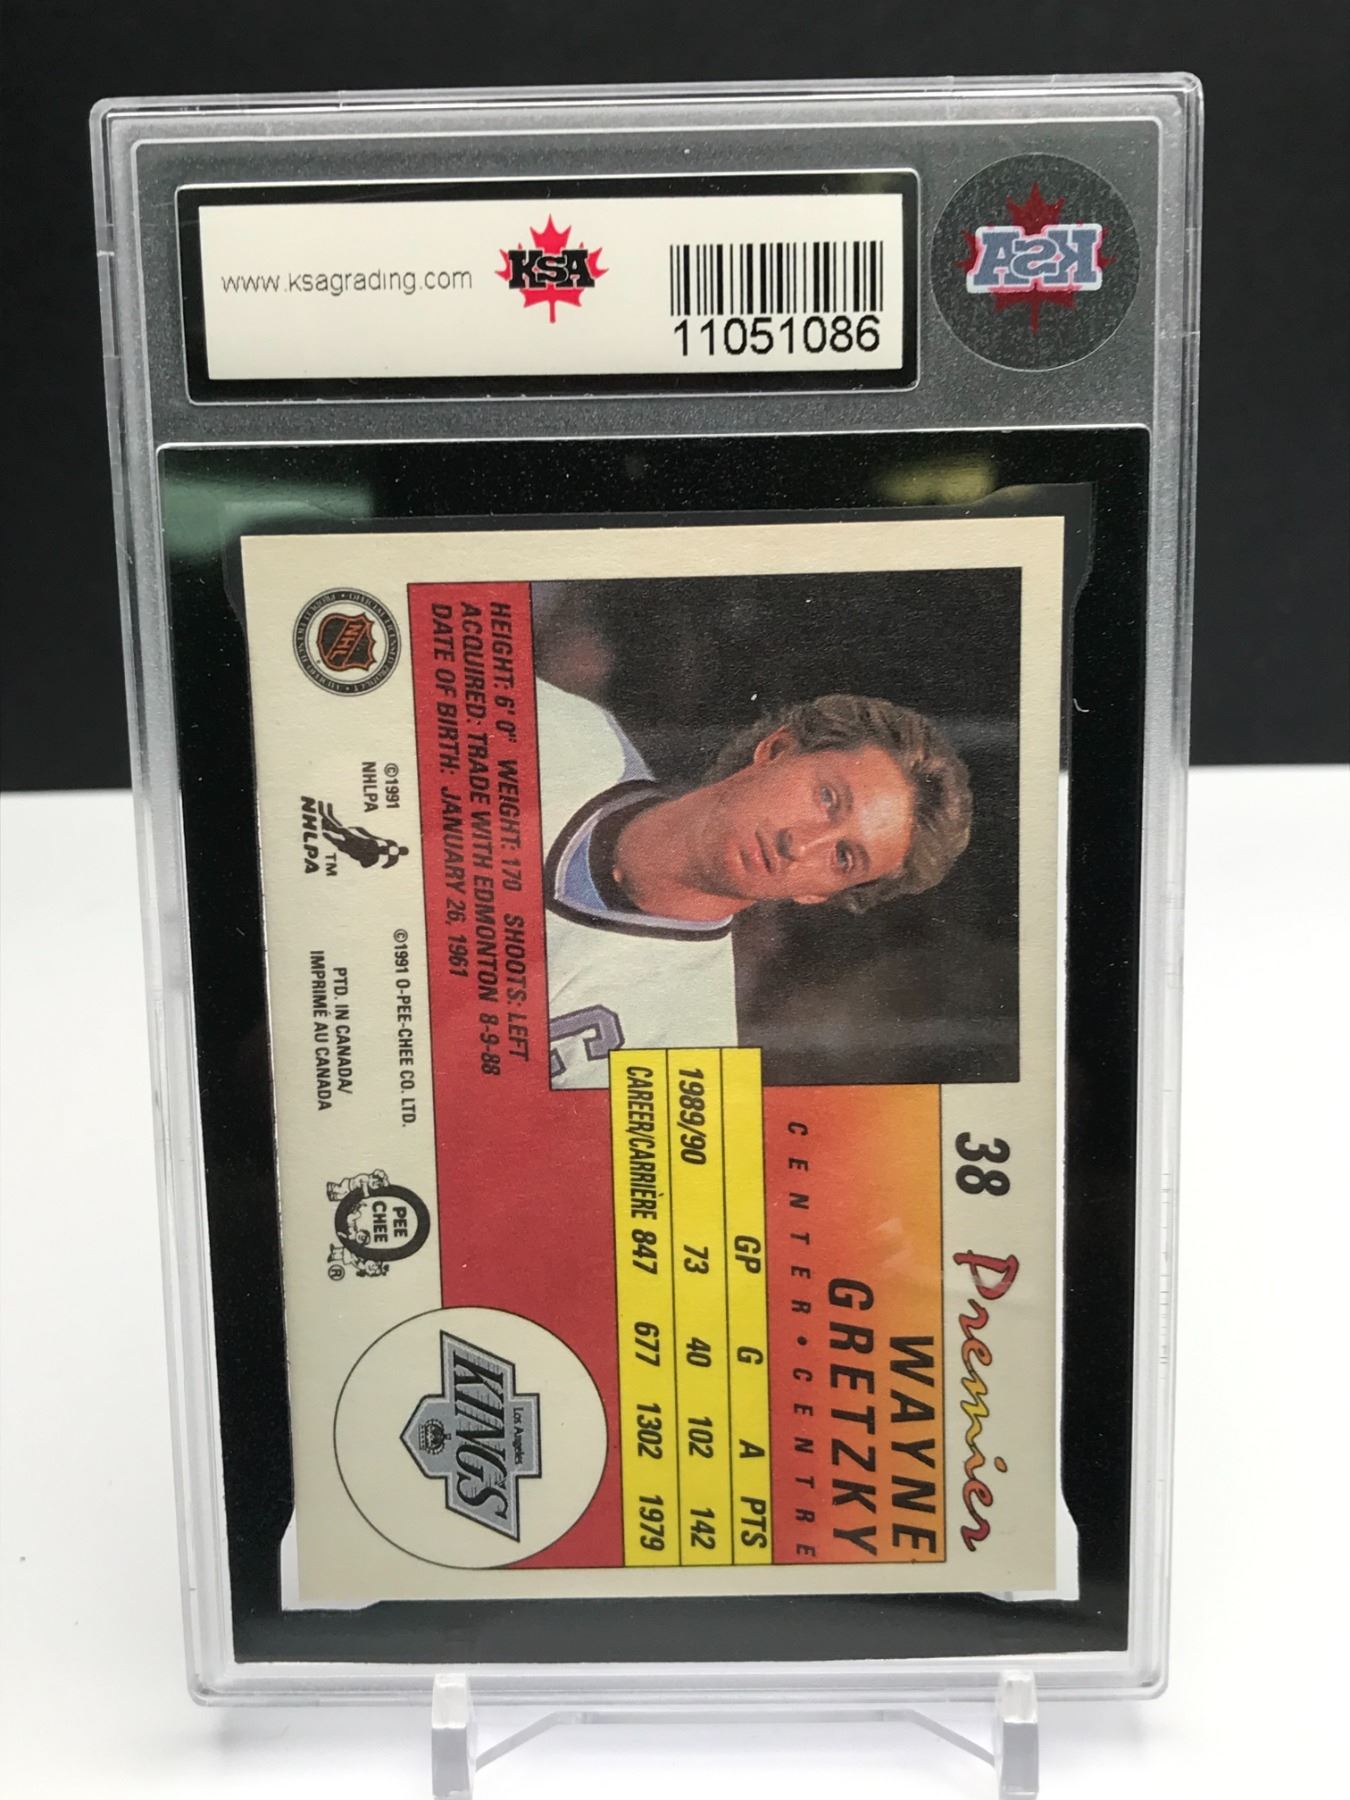 www.ksagrading.com
KSA
11051086
KSA
38
Premier
WAYNE
GRETZKY
CENTER • CENTRE
GP G A PTS
1989/90 73 40 102 142
CAREER/CARRIÈRE 847 677 1302 1979
C
HEIGHT: 6' 0" WEIGHT: 170 SHOOTS: LEFT
ACQUIRED: TRADE WITH EDMONTON 8-9-88
DATE OF BIRTH: JANUARY 26, 1961
Los Angeles
KINGS
NHL
©1991
NHLPA
TM
NHLPA
©1991 O-PEE-CHEE CO. LTD.
PTD. IN CANADA/
IMPRIMÉ AU CANADA
O
PEE
CHEE
®